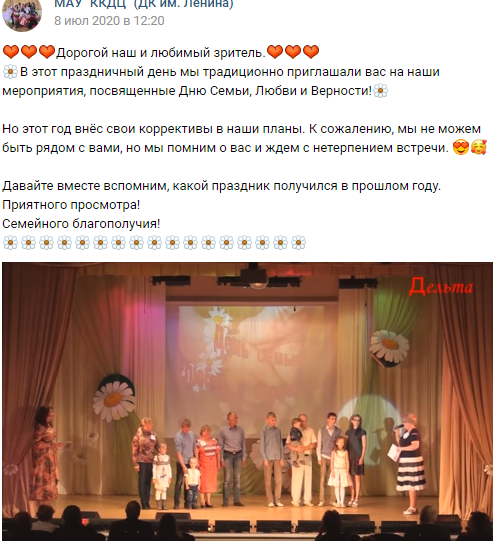 МАУ "ККДЦ" (ДК им. Ленина)
8 июл 2020 в 12:20
Дорогой наш и любимый зритель.
В этот праздничный день мы традиционно приглашали вас на наши
мероприятия, посвященные Дню Семьи, Любви и Верности!
Но этот год внёс свои коррективы в наши планы. К сожалению, мы не можем
быть рядом с вами, но мы помним о вас и ждем с нетерпением встречи.
Давайте вместе вспомним, какой праздник получился в прошлом году.
Приятного просмотра!
Семейного благополучия!
Дельта
День семьи